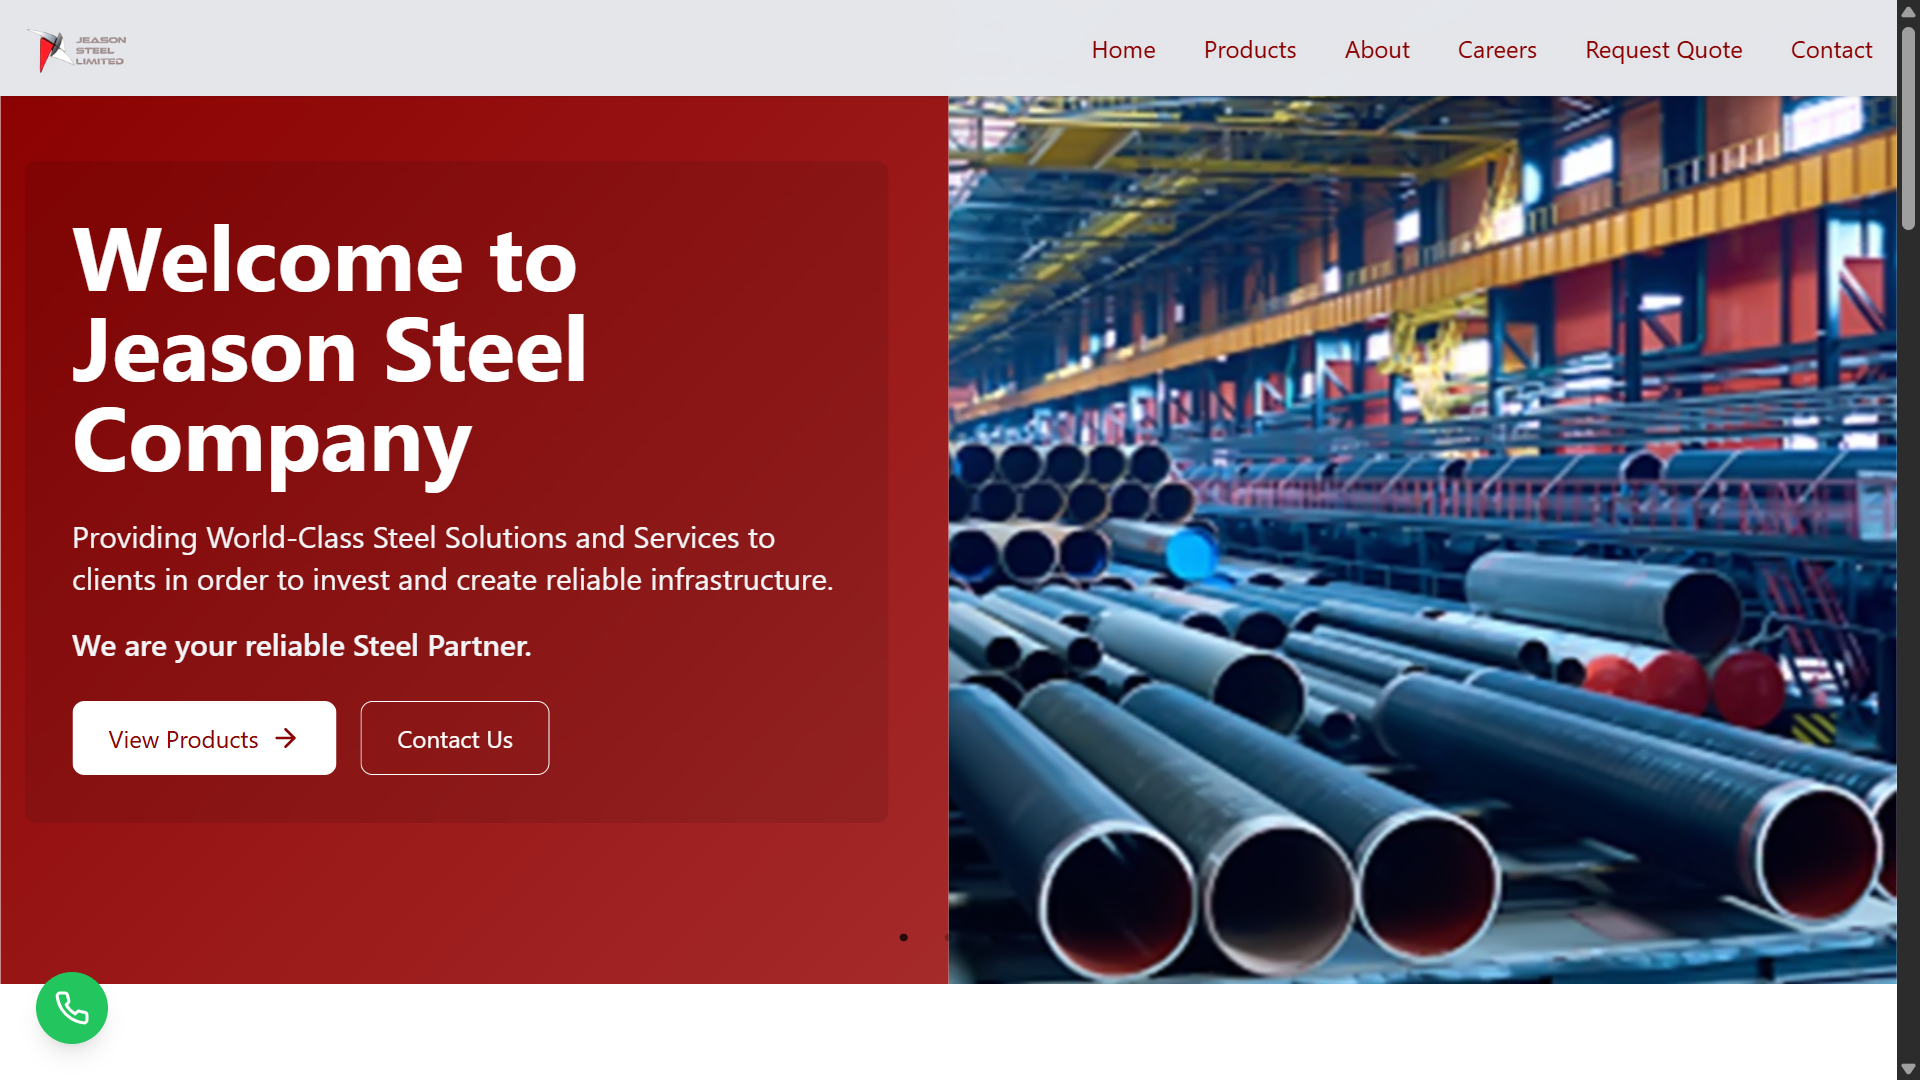 JEASON
STEEL
LIMITED
Home
Products
About
Careers
Request Quote
Contact
Welcome to
Jeason Steel
Company
Providing World-Class Steel Solutions and Services to
clients in order to invest and create reliable infrastructure.
We are your reliable Steel Partner.
View Products
Contact Us